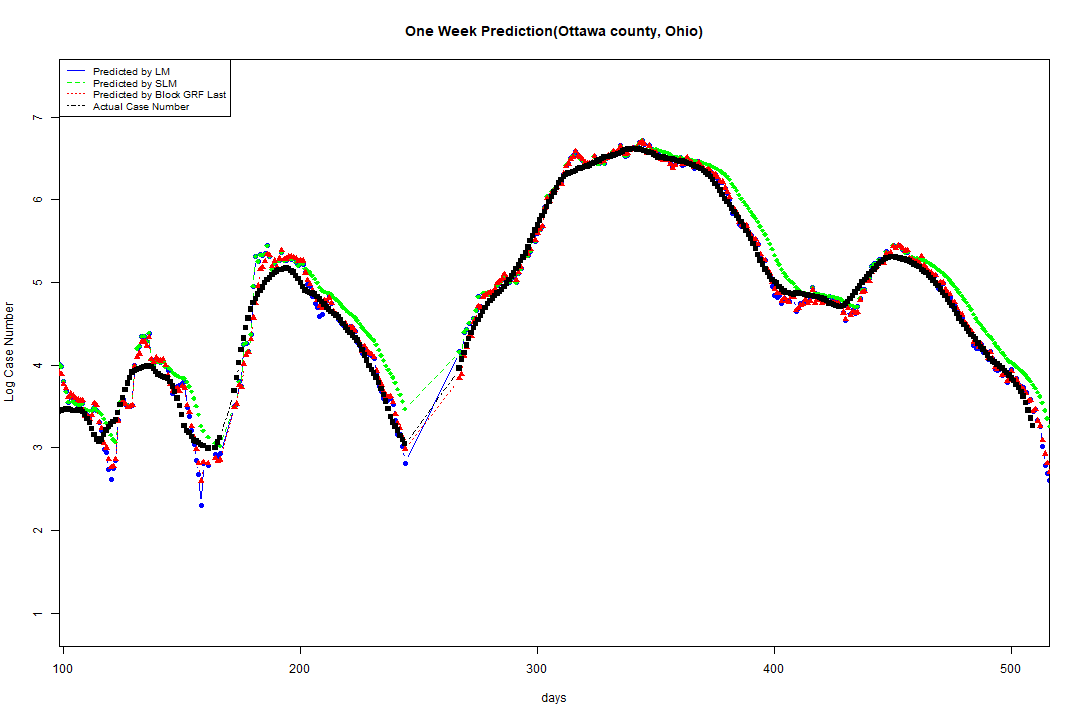 One Week Prediction(Ottawa county, Ohio)
Predicted by LM
Predicted by SLM
Predicted by Block GRF Last
Actual Case Number
Log Case Number
7
6
5
4
3
2
1
100 200 300 400 500
days